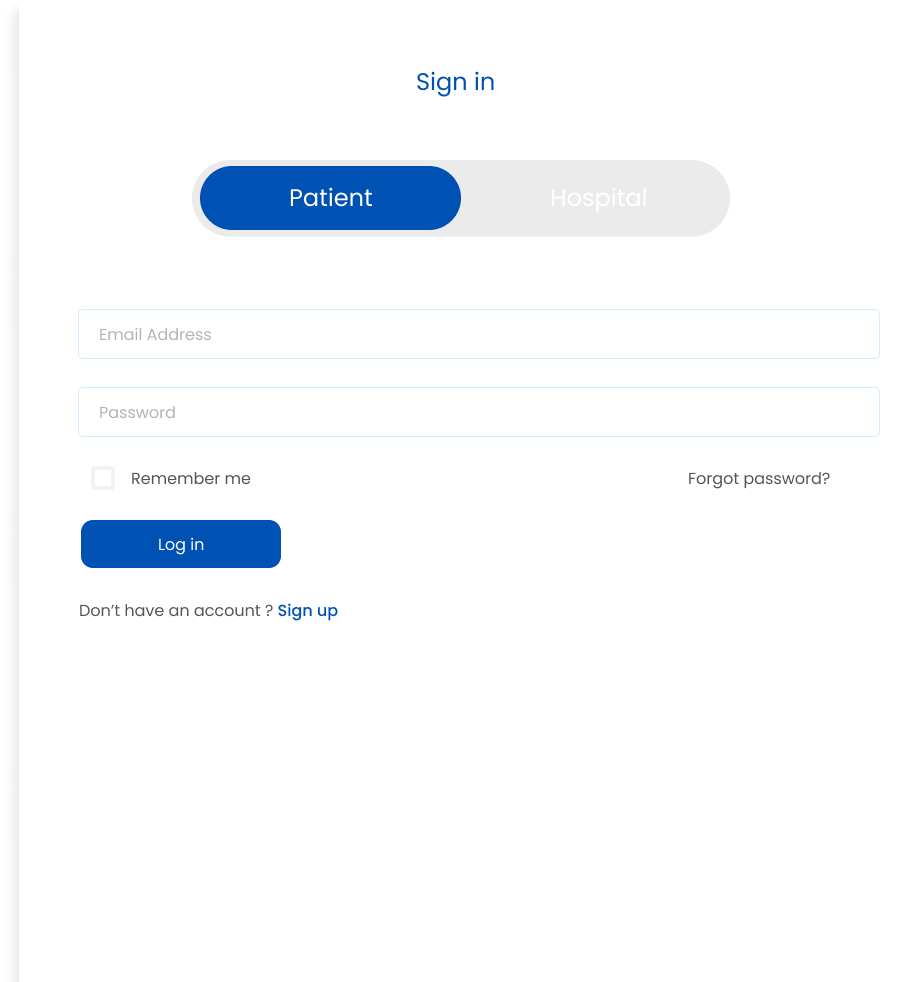 Sign in
Patient Hospital
Email Address
Password
Remember me Forgot password?
Log in
Don’t have an account ? Sign up